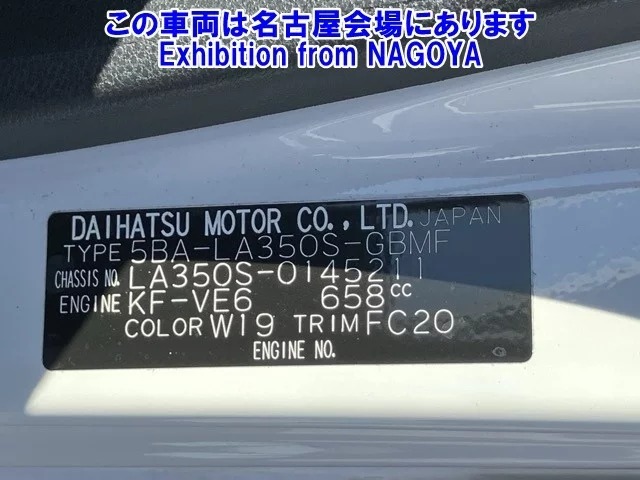 この車両は名古屋会場にあります
Exhibition from NAGOYA
DAIHATSU MOTOR CO., LTD. JAPAN
TYPE 5BA-LA350S-GBMF
CHASSIS NO. LA350S-0145211
ENGINE KF-VE6 658CC
COLOR W19 TRIM FC20
ENGINE NO.